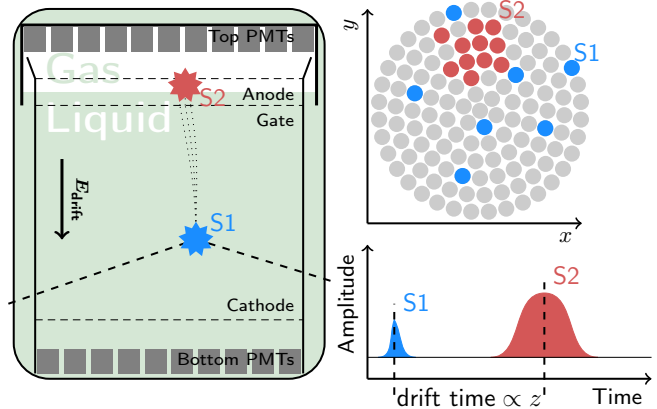 Top PMTs
Gas
S2
Anode
Liquid
Gate
E_drift
S1
Cathode
Bottom PMTs
y
S2
S1
x
Amplitude
S1
S2
drift time ∝ z
Time